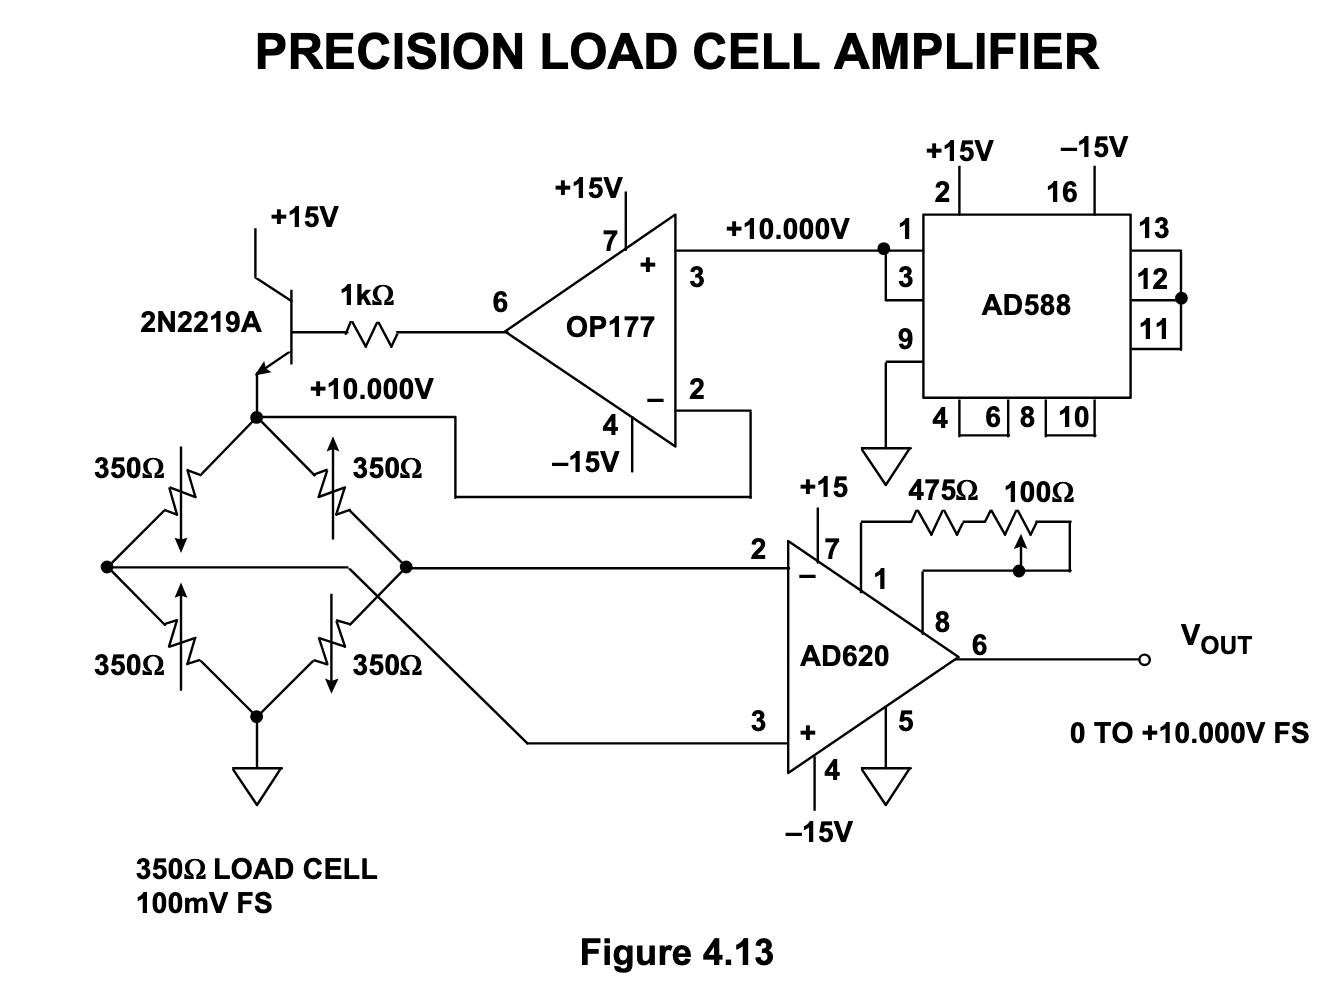 PRECISION LOAD CELL AMPLIFIER
+15V
–15V
2
16
+15V
+15V
7
+
3
+10.000V
1
3
9
AD588
13
12
11
4
6
8
10
2N2219A
1kΩ
6
OP177
–
2
4
–15V
+10.000V
350Ω
350Ω
350Ω
350Ω
+15
475Ω
100Ω
2
7
–
1
8
AD620
6
VOUT
3
+
5
4
–15V
0 TO +10.000V FS
350Ω LOAD CELL
100mV FS
Figure 4.13